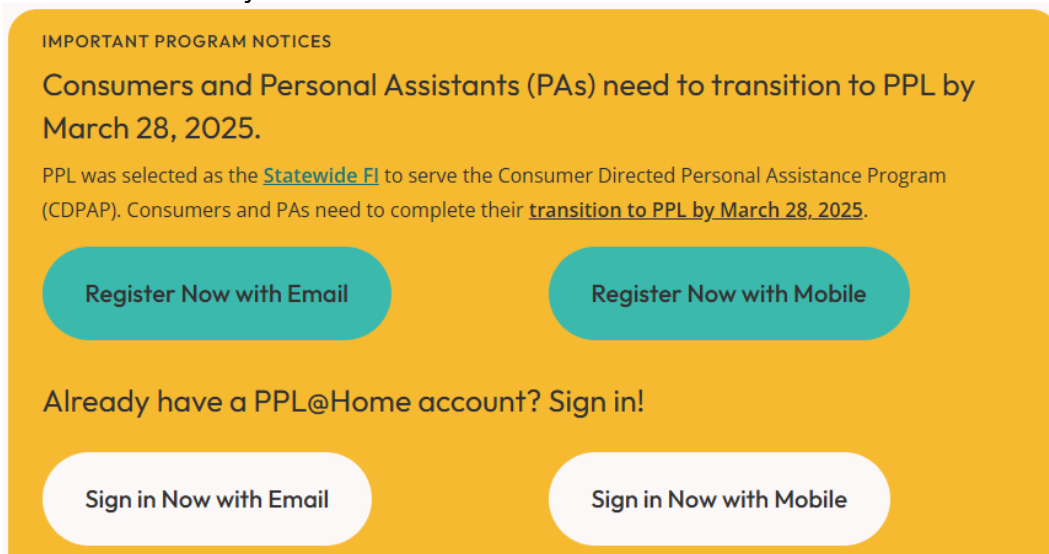 IMPORTANT PROGRAM NOTICES
Consumers and Personal Assistants (PAs) need to transition to PPL by
March 28, 2025.
PPL was selected as the Statewide FI to serve the Consumer Directed Personal Assistance Program
(CDPAP). Consumers and PAs need to complete their transition to PPL by March 28, 2025.
Register Now with Email
Register Now with Mobile
Already have a PPL@Home account? Sign in!
Sign in Now with Email
Sign in Now with Mobile